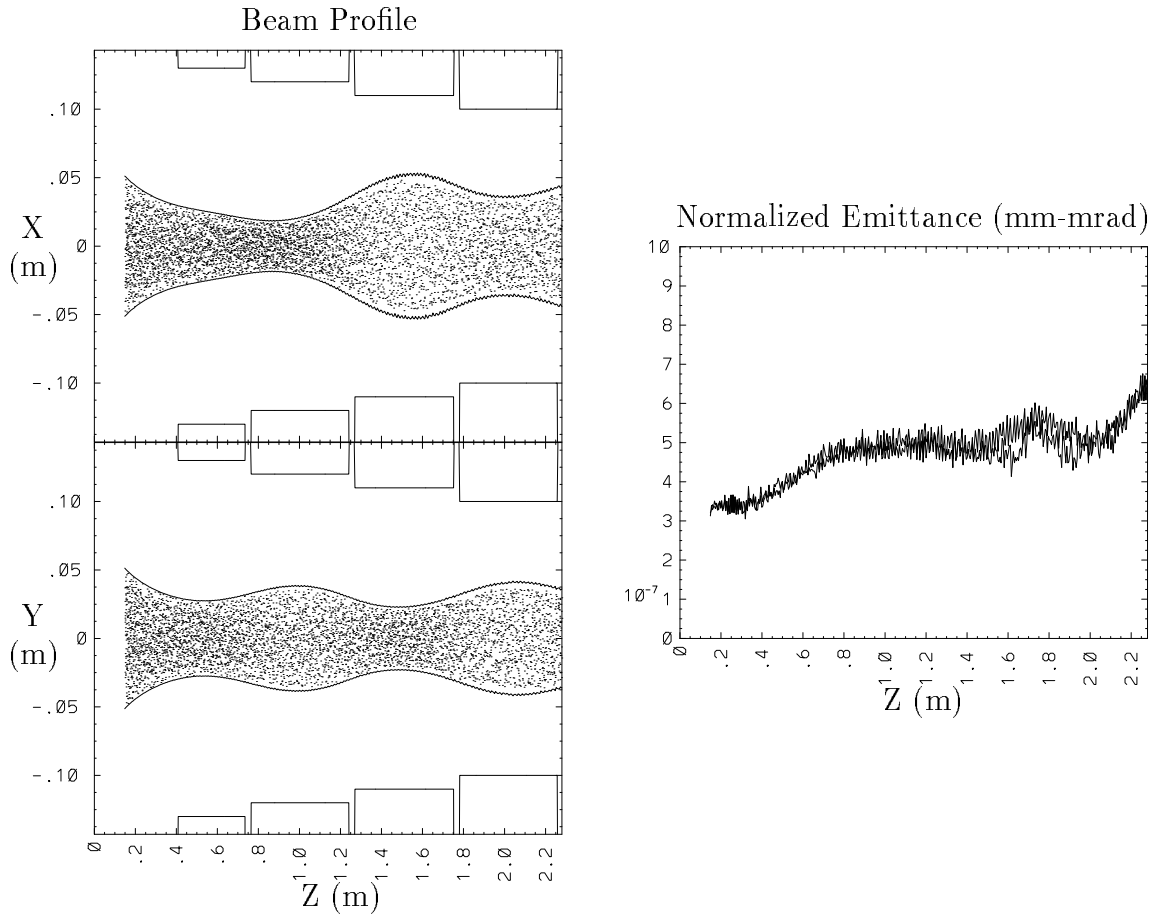 Beam Profile
.10
.05
X
0
(m)
-.05
-.10
.10
.05
Y
0
(m)
-.05
-.10
0 .2 .4 .6 .8 1.0 1.2 1.4 1.6 1.8 2.0 2.2
Z (m)
Normalized Emittance (mm-mrad)
10
9
8
7
6
5
4
3
2
10⁻⁷ 1
0
0 .2 .4 .6 .8 1.0 1.2 1.4 1.6 1.8 2.0 2.2
Z (m)